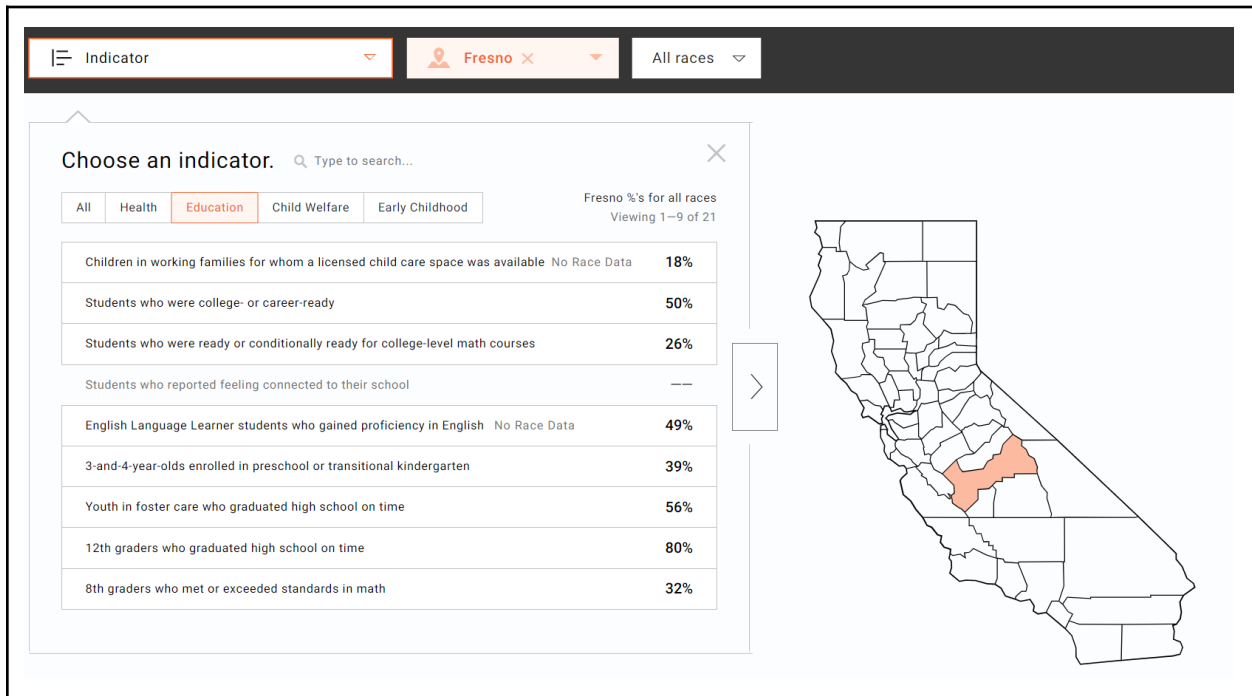 Indicator
Fresno
All races
Choose an indicator. Type to search...
All Health Education Child Welfare Early Childhood
Fresno %'s for all races
Viewing 1—9 of 21
Children in working families for whom a licensed child care space was available No Race Data 18%
Students who were college- or career-ready 50%
Students who were ready or conditionally ready for college-level math courses 26%
Students who reported feeling connected to their school ——
English Language Learner students who gained proficiency in English No Race Data 49%
3-and-4-year-olds enrolled in preschool or transitional kindergarten 39%
Youth in foster care who graduated high school on time 56%
12th graders who graduated high school on time 80%
8th graders who met or exceeded standards in math 32%